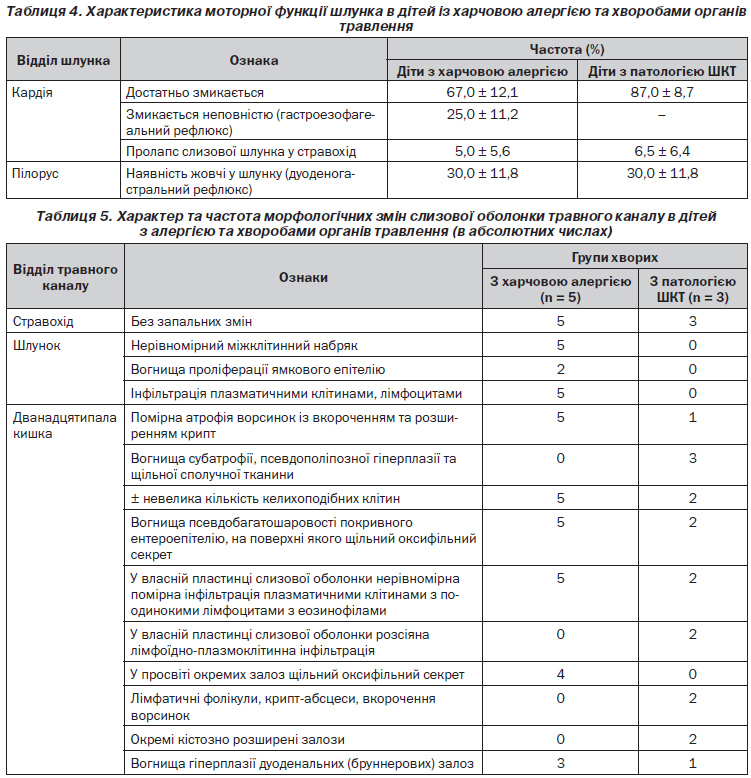 Таблиця 4. Характеристика моторної функції шлунка в дітей із харчовою алергією та хворобами органів
травлення
Відділ шлунка
Ознака
Частота (%)
Діти з харчовою алергією
Діти з патологією ШКТ
Кардія
Достатньо змикається
67,0 ± 12,1
87,0 ± 8,7
Змикається неповністю (гастроезофаге-
альний рефлюкс)
25,0 ± 11,2
–
Пролапс слизової шлунка у стравохід
5,0 ± 5,6
6,5 ± 6,4
Пілорус
Наявність жовчі у шлунку (дуоденога-
стральний рефлюкс)
30,0 ± 11,8
30,0 ± 11,8
Таблиця 5. Характер та частота морфологічних змін слизової оболонки травного каналу в дітей
з алергією та хворобами органів травлення (в абсолютних числах)
Відділ травного
каналу
Ознаки
Групи хворих
З харчовою алергією
(n = 5)
З патологією
ШКТ (n = 3)
Стравохід
Без запальних змін
5
3
Шлунок
Нерівномірний міжклітинний набряк
5
0
Вогнища проліферації ямкового епітелію
2
0
Інфільтрація плазматичними клітинами, лімфоцитами
5
0
Дванадцятипала
кишка
Помірна атрофія ворсинок із вкороченням та розши-
ренням крипт
5
1
Вогнища субатрофії, псевдополіпозної гіперплазії та
щільної сполучної тканини
0
3
± невелика кількість келихоподібних клітин
5
2
Вогнища псевдобагатошаровості покривного
ентероепітелію, на поверхні якого щільний оксифільний
секрет
5
2
У власній пластинці слизової оболонки нерівномірна
помірна інфільтрація плазматичними клітинами з по-
одинокими лімфоцитами з еозинофілами
5
2
У власній пластинці слизової оболонки розсіяна
лімфоїдно-плазмоклітинна інфільтрація
0
2
У просвіті окремих залоз щільний оксифільний секрет
4
0
Лімфатичні фолікули, крипт-абсцеси, вкорочення
ворсинок
0
2
Окремі кістозно розширені залози
0
2
Вогнища гіперплазії дуоденальних (бруннерових) залоз
3
1